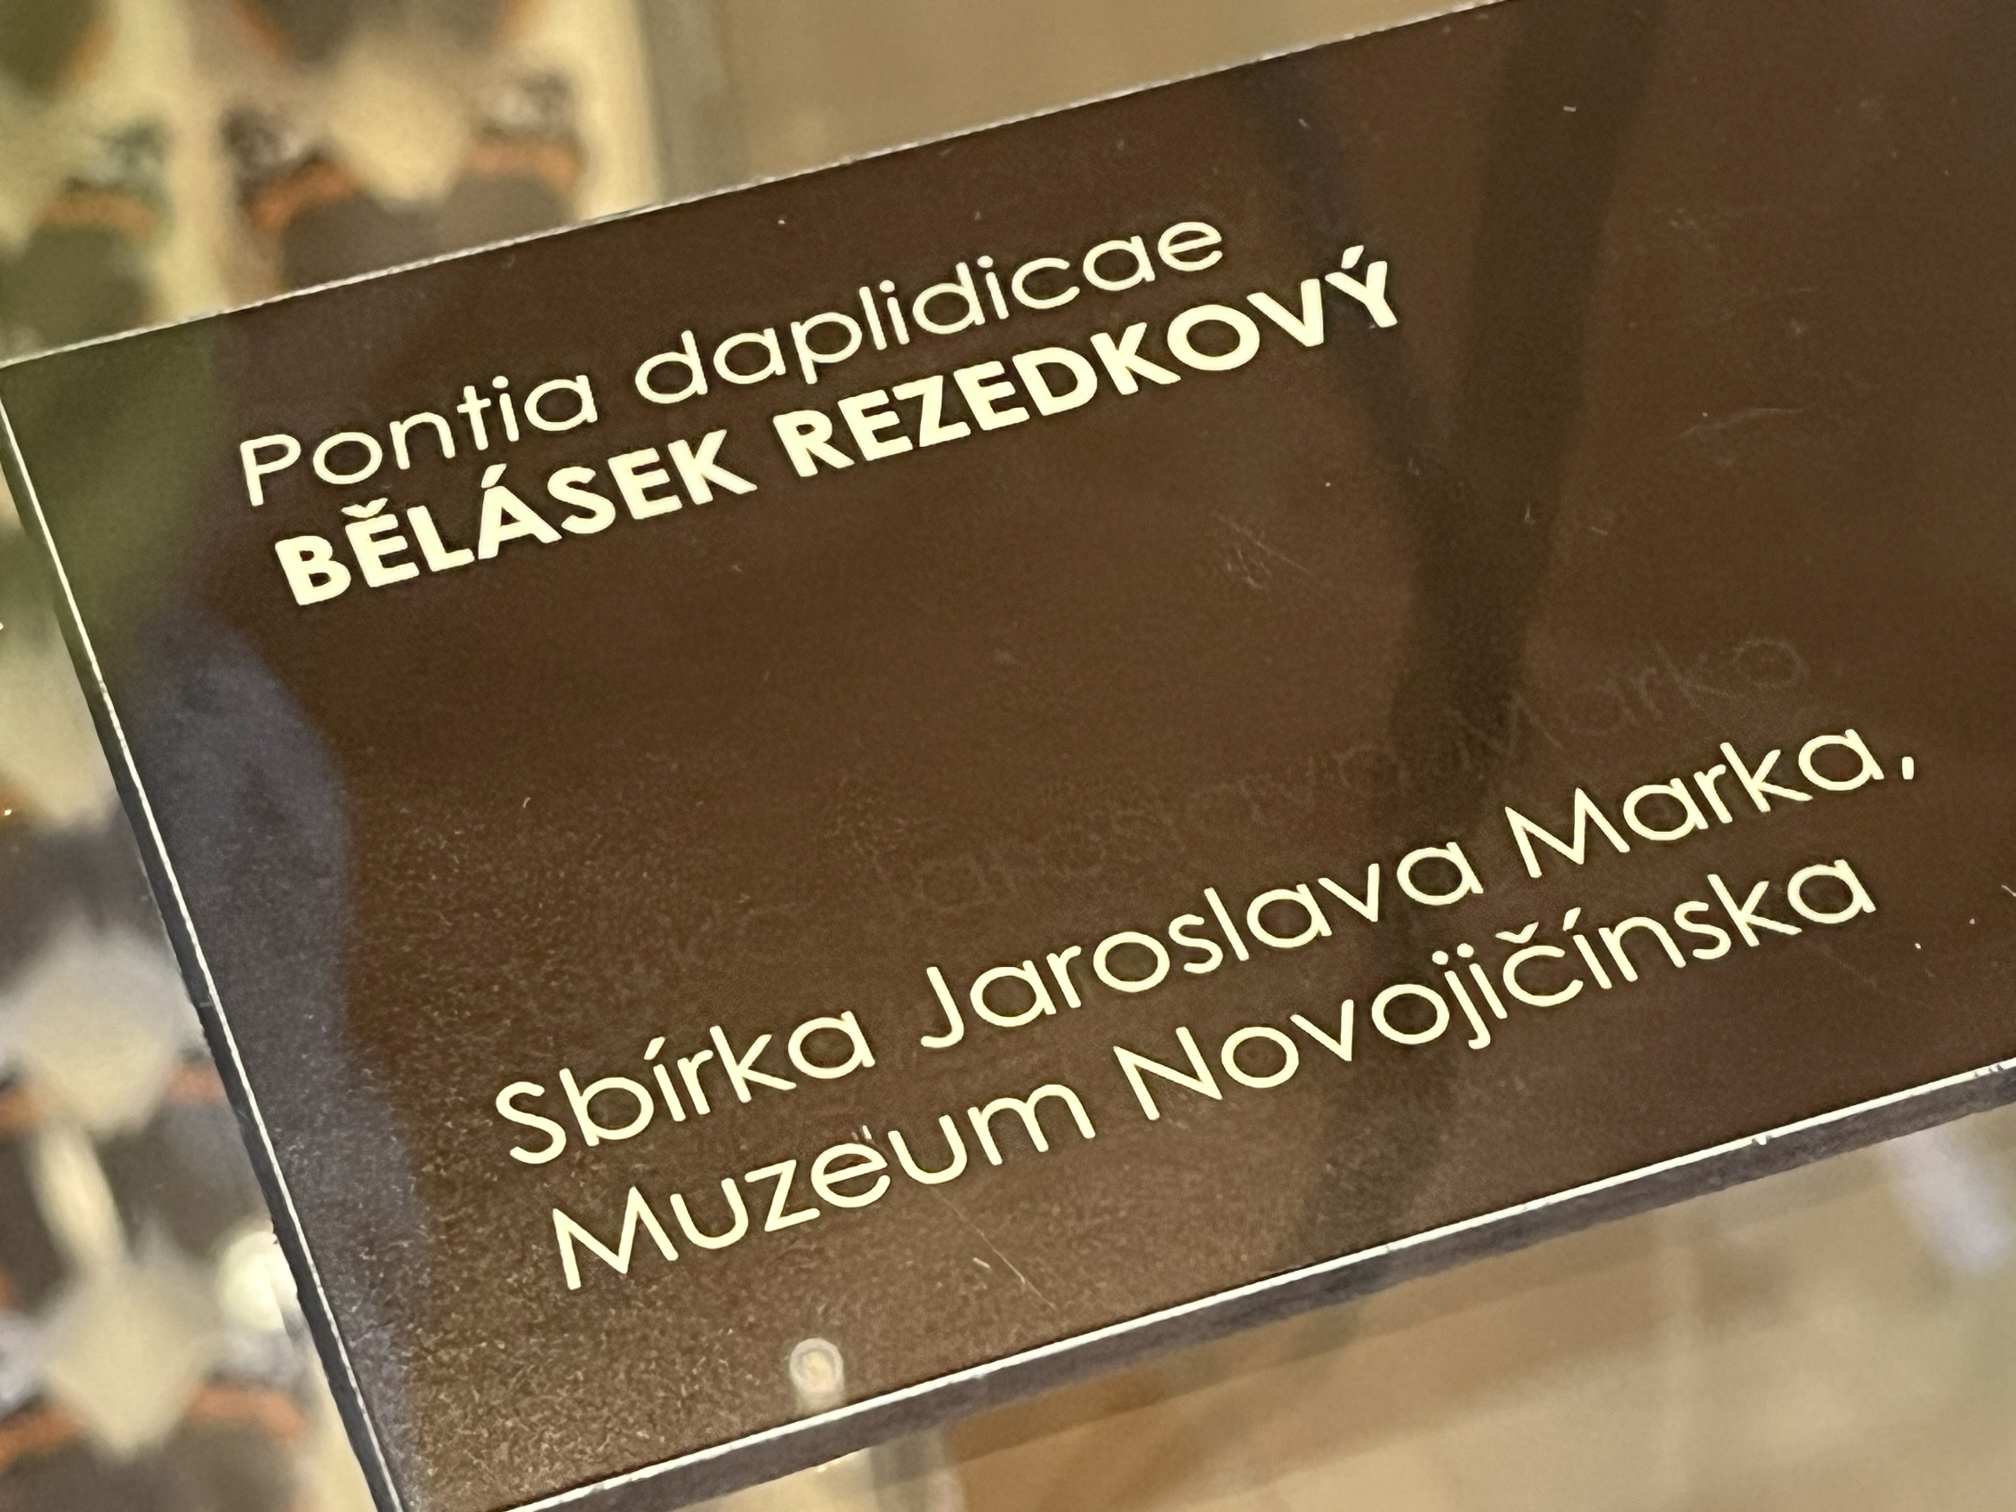 Pontia daplidicae
BĚLÁSEK REZEDKOVÝ
Sbírka Jaroslava Marka,
Muzeum Novojičínska